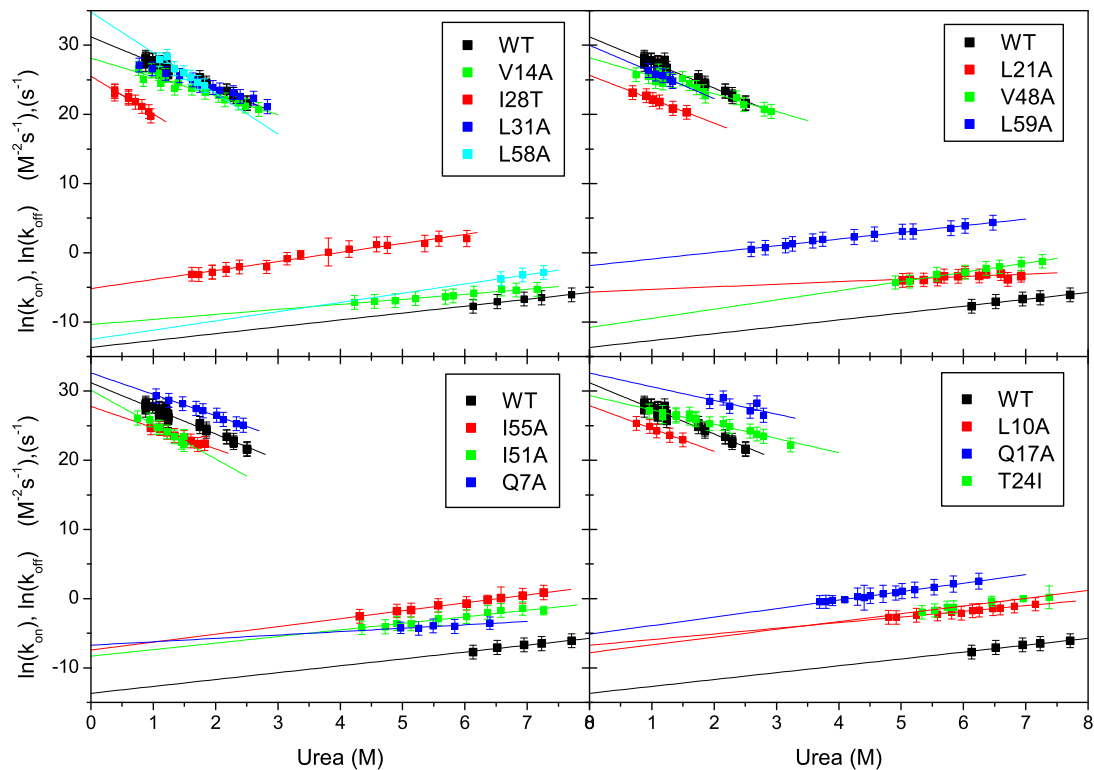 ln(kon), ln(koff) (M-2s-1),(s-1)
30
20
10
0
-10
WT
V14A
I28T
L31A
L58A
WT
L21A
V48A
L59A
ln(kon), ln(koff) (M-2s-1),(s-1)
30
20
10
0
-10
WT
I55A
I51A
Q7A
WT
L10A
Q17A
T24I
0 1 2 3 4 5 6 7 8
0 1 2 3 4 5 6 7 8
Urea (M)
Urea (M)